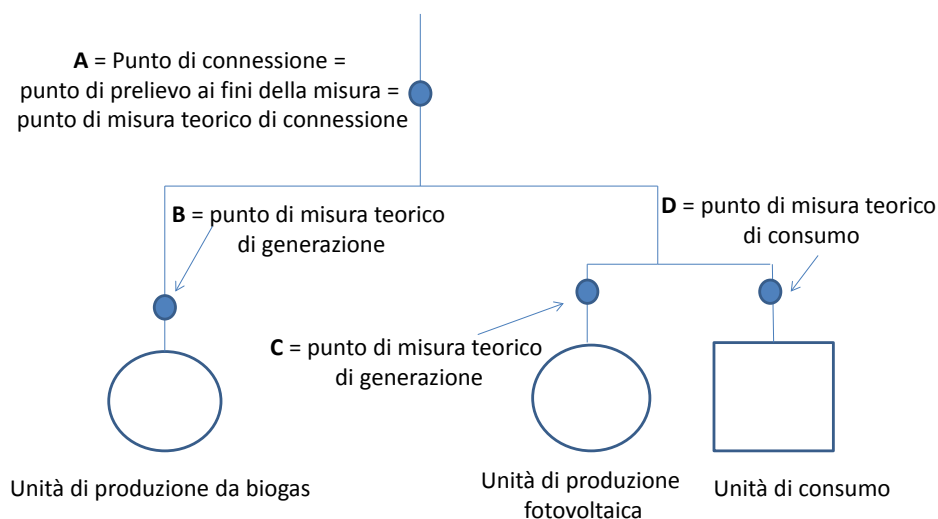 A = Punto di connessione =
punto di prelievo ai fini della misura =
punto di misura teorico di connessione
B = punto di misura teorico
di generazione
D = punto di misura teorico
di consumo
C = punto di misura teorico
di generazione
Unità di produzione da biogas
Unità di produzione
fotovoltaica
Unità di consumo